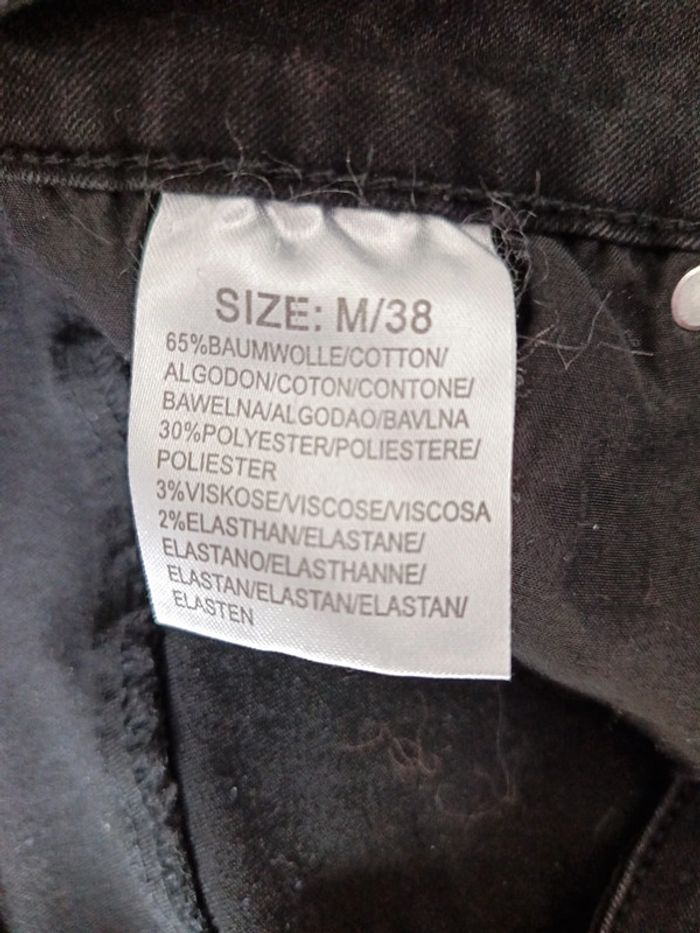 SIZE: M/38
65%BAUMWOLLE/COTTON/
ALGODON/COTON/CONTONE/
BAWELNA/ALGODAO/BAVLNA
30%POLYESTER/POLIESTERE/
POLIESTER
3%VISKOSE/VISCOSE/VISCOSA
2%ELASTHAN/ELASTANE/
ELASTANO/ELASTHANNE/
ELASTAN/ELASTAN/ELASTAN/
ELASTEN